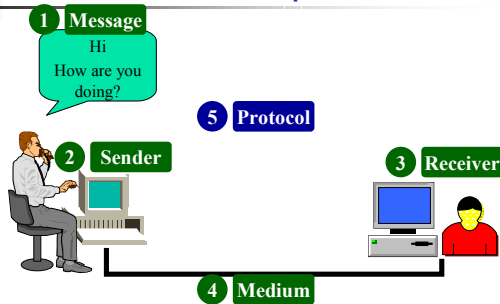 1 Message
Hi
How are you
doing?
5 Protocol
2 Sender
3 Receiver
4 Medium